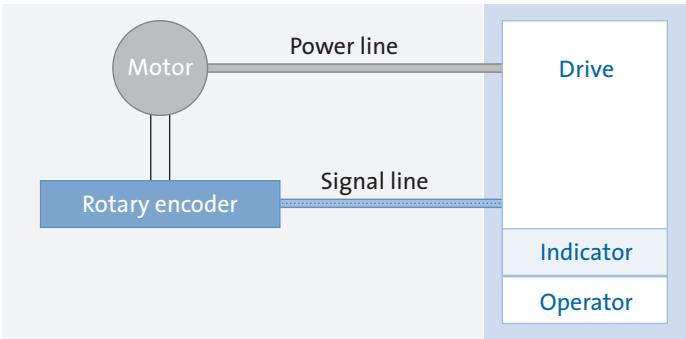 Power line
Motor
Drive
Signal line
Rotary encoder
Indicator
Operator